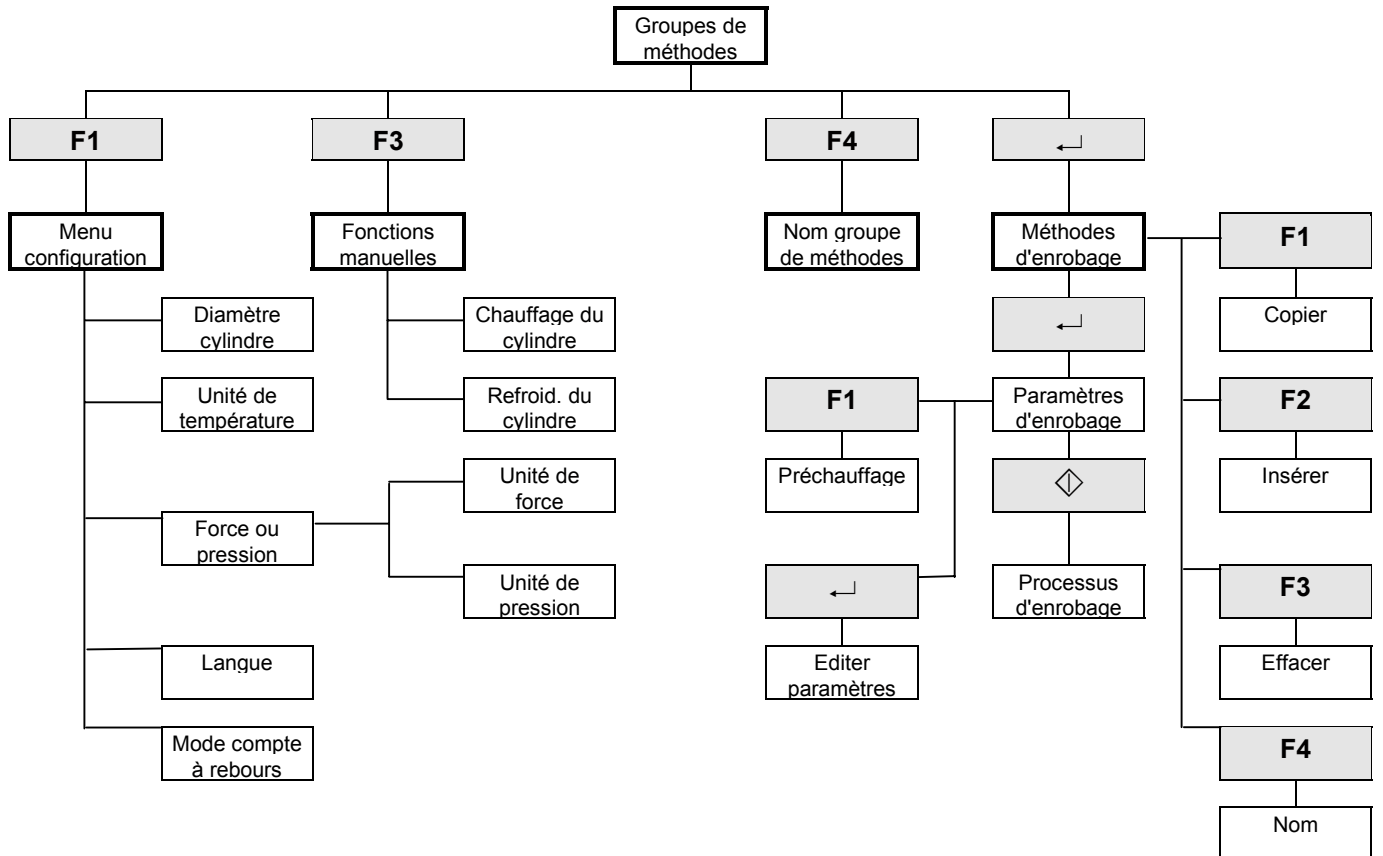 Groupes de
méthodes
F1
F3
F4
↵
Menu
configuration
Fonctions
manuelles
Nom groupe
de méthodes
Méthodes
d'enrobage
F1
Diamètre
cylindre
Chauffage du
cylindre
↵
Copier
Unité de
température
Refroid. du
cylindre
F1
Paramètres
d'enrobage
F2
Unité de
force
Préchauffage
Insérer
Force ou
pression
Unité de
pression
↵
Processus
d'enrobage
F3
Langue
Editer
paramètres
Effacer
Mode compte
à rebours
F4
Nom